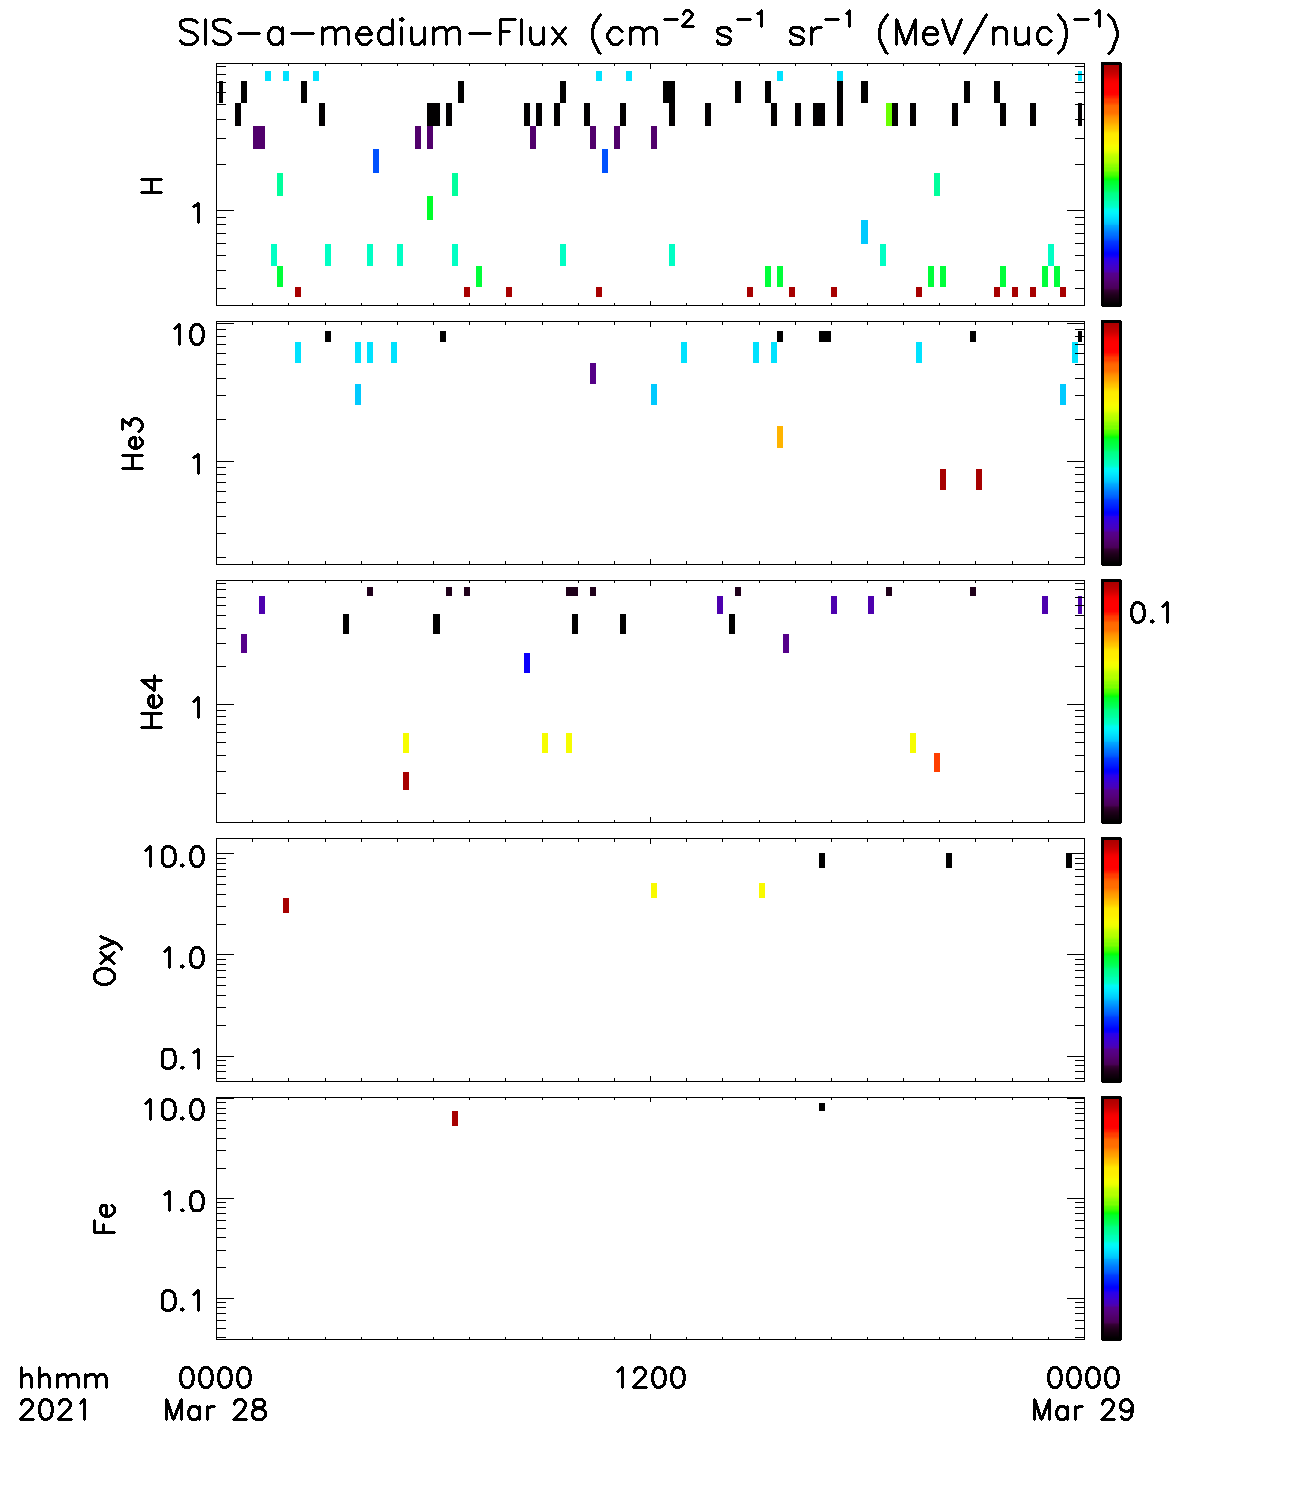 SIS-a-medium-Flux (cm⁻² s⁻¹ sr⁻¹ (MeV/nuc)⁻¹)
H
1
He3
10
1
He4
1
0.1
Oxy
10.0
1.0
0.1
Fe
10.0
1.0
0.1
hhmm 0000 1200 0000
2021 Mar 28 Mar 29